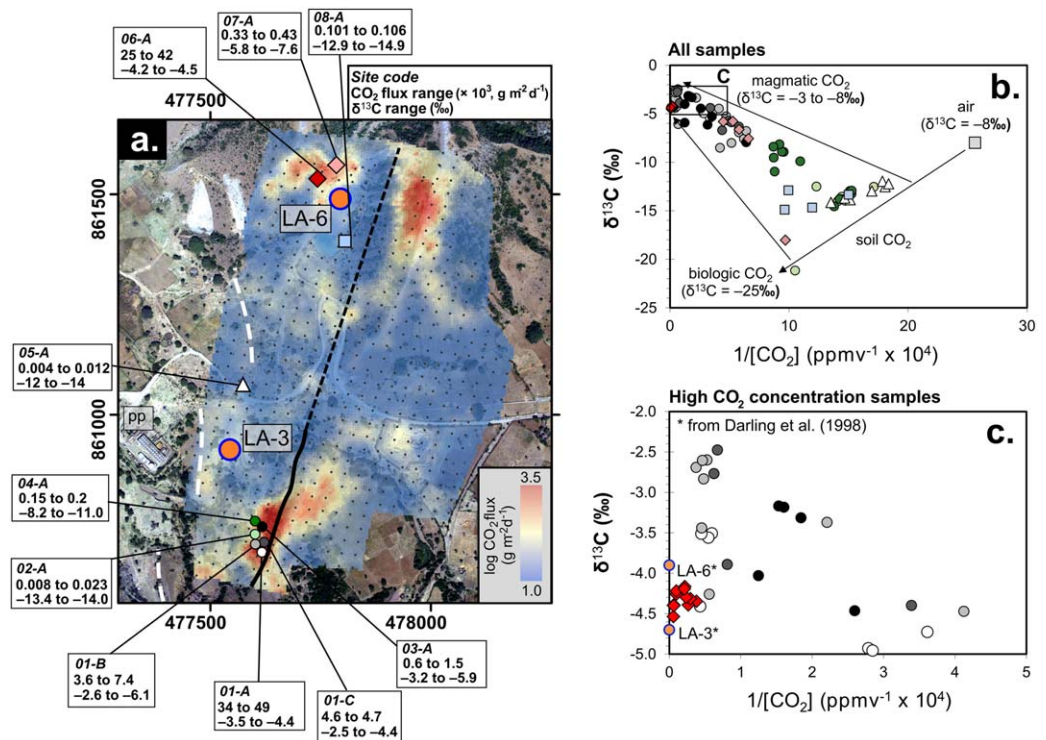 06-A
25 to 42
–4.2 to –4.5
07-A
0.33 to 0.43
–5.8 to –7.6
08-A
0.101 to 0.106
–12.9 to –14.9
Site code
CO₂ flux range (× 10³, g m⁻²d⁻¹)
δ¹³C range (‰)
477500
a.
861500
LA-6
05-A
0.004 to 0.012
–12 to –14
861000
pp
LA-3
04-A
0.15 to 0.2
–8.2 to –11.0
02-A
0.008 to 0.023
–13.4 to –14.0
log CO₂ flux
(g m⁻²d⁻¹)
3.5
1.0
477500
478000
01-B
3.6 to 7.4
–2.6 to –6.1
01-A
34 to 49
–3.5 to –4.4
01-C
4.6 to 4.7
–2.5 to –4.4
03-A
0.6 to 1.5
–3.2 to –5.9
All samples
b.
0
-5
-10
-15
-20
-25
δ¹³C (‰)
C
magmatic CO₂
(δ¹³C = –3 to –8‰)
air
(δ¹³C = –8‰)
soil CO₂
biologic CO₂
(δ¹³C = –25‰)
0
10
20
30
1/[CO₂] (ppmv⁻¹ x 10⁴)
High CO₂ concentration samples
* from Darling et al. (1998)
c.
-2.0
-2.5
-3.0
-3.5
-4.0
-4.5
-5.0
δ¹³C (‰)
LA-6*
LA-3*
0
1
2
3
4
5
1/[CO₂] (ppmv⁻¹ x 10⁴)